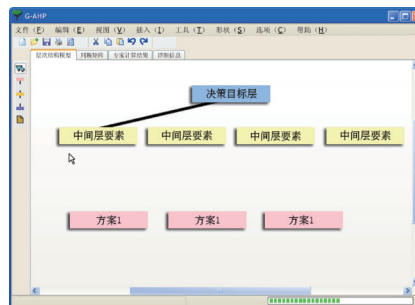 G-AHP
文件(F) 编辑(E) 视图(V) 插入(I) 工具(T) 形状(S) 选项(C) 帮助(H)
层次结构模型 判断矩阵 专家计算结果 详细信息
决策目标层
中间层要素 中间层要素 中间层要素 中间层要素
方案1 方案1 方案1